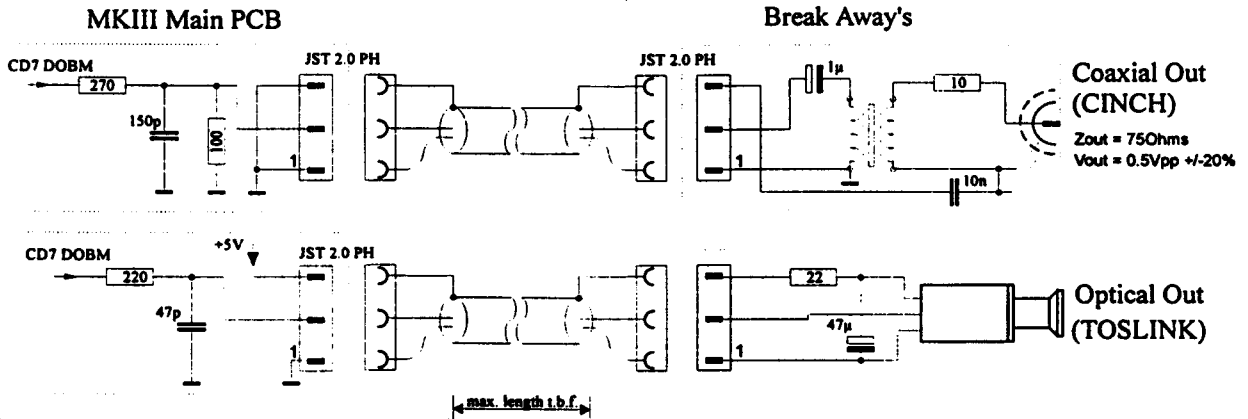 MKIII Main PCB
Break Away's
CD7 DOBM
270
150p
100
JST 2.0 PH
1
JST 2.0 PH
1
1µ
10
10n
Coaxial Out
(CINCH)
Zout = 75Ohms
Vout = 0.5Vpp +/-20%
CD7 DOBM
220
47p
+5V
JST 2.0 PH
1
1
22
47µ
Optical Out
(TOSLINK)
max. length t.b.f.